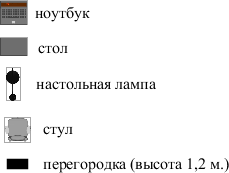 ноутбук
стол
настольная лампа
стул
перегородка (высота 1,2 м.)